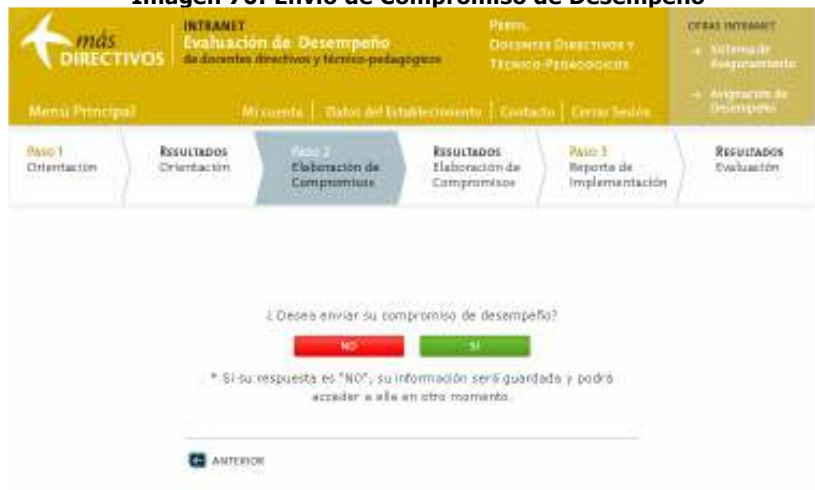 Imagen 70: Envío de Compromiso de Desempeño
más
DIRECTIVOS
INTRANET
Evaluación de Desempeño
de docentes directivos y técnico-pedagógicos
PERFIL
DOCENTES DIRECTIVOS Y
TÉCNICO-PEDAGÓGICOS
OTRAS INTRANET
Sistema de
Aseguramiento
Asignación de
Desempeño
Menú Principal
Mi cuenta | Datos del Establecimiento | Contacto | Cerrar Sesión
PASO 1
Orientación
RESULTADOS
Orientación
PASO 2
Elaboración de
Compromisos
RESULTADOS
Elaboración de
Compromisos
PASO 3
Reporte de
Implementación
RESULTADOS
Evaluación
¿Desea enviar su compromiso de desempeño?
NO
SI
* Si su respuesta es "NO", su información será guardada y podrá
acceder a ella en otro momento.
ANTERIOR